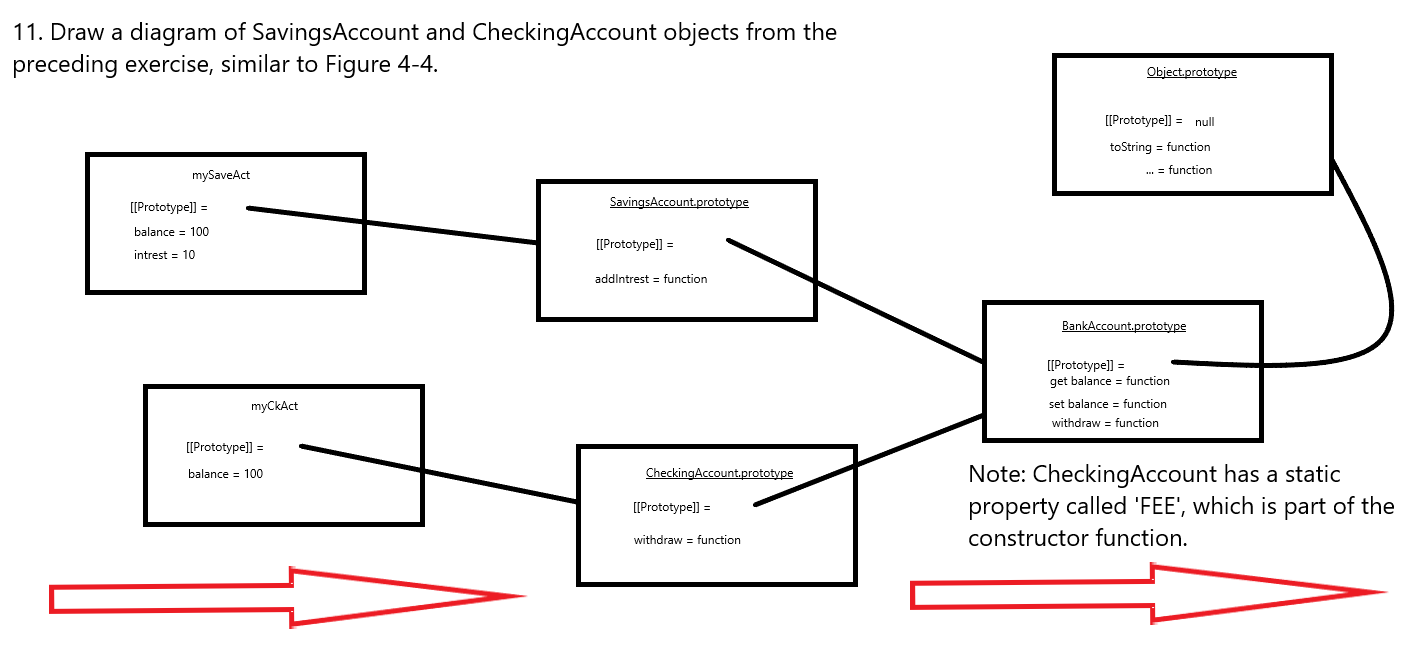 11. Draw a diagram of SavingsAccount and CheckingAccount objects from the
preceding exercise, similar to Figure 4-4.
Object.prototype
[[Prototype]] = null
toString = function
... = function
mySaveAct
[[Prototype]] =
balance = 100
intrest = 10
SavingsAccount.prototype
[[Prototype]] =
addIntrest = function
BankAccount.prototype
[[Prototype]] =
get balance = function
set balance = function
withdraw = function
myCkAct
[[Prototype]] =
balance = 100
CheckingAccount.prototype
[[Prototype]] =
withdraw = function
Note: CheckingAccount has a static
property called 'FEE', which is part of the
constructor function.